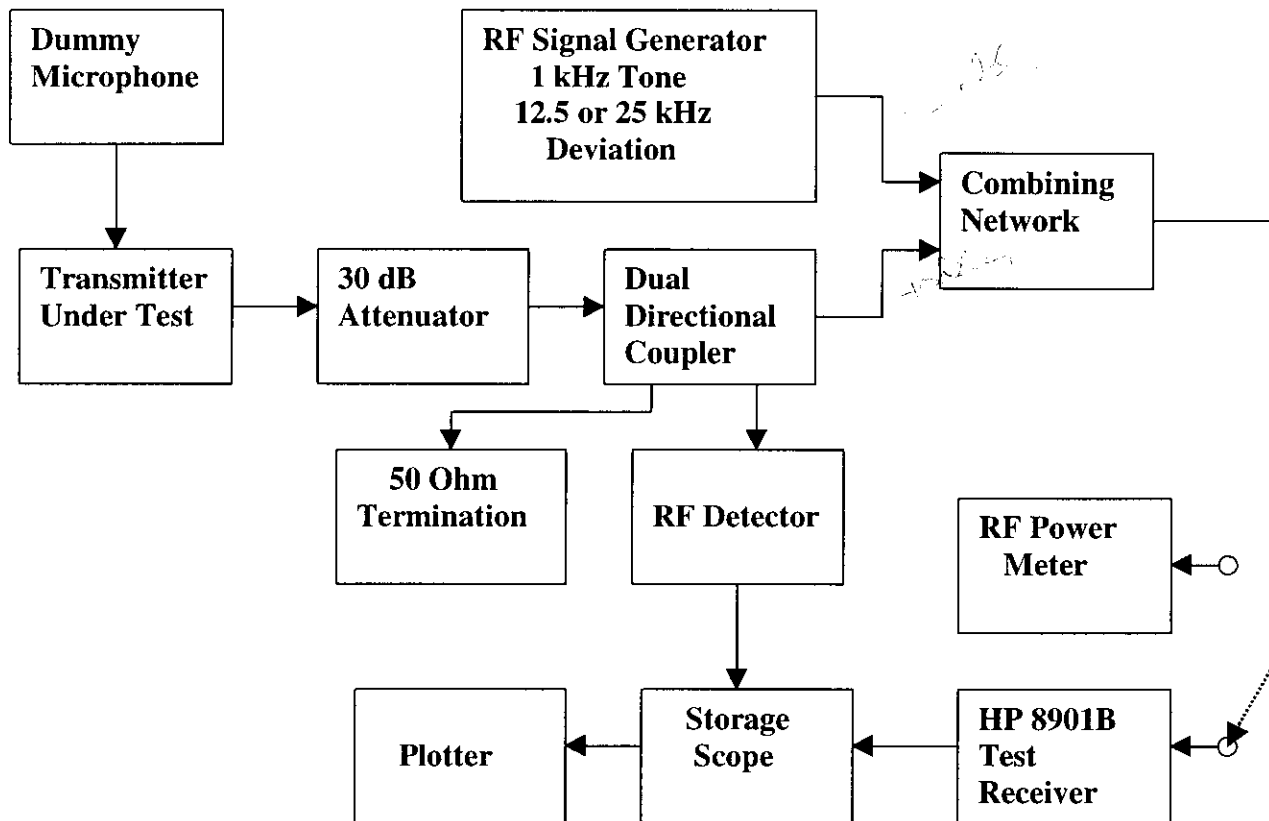 Dummy
Microphone
RF Signal Generator
1 kHz Tone
12.5 or 25 kHz
Deviation
Combining
Network
Transmitter
Under Test
30 dB
Attenuator
Dual
Directional
Coupler
50 Ohm
Termination
RF Detector
RF Power
Meter
Plotter
Storage
Scope
HP 8901B
Test
Receiver